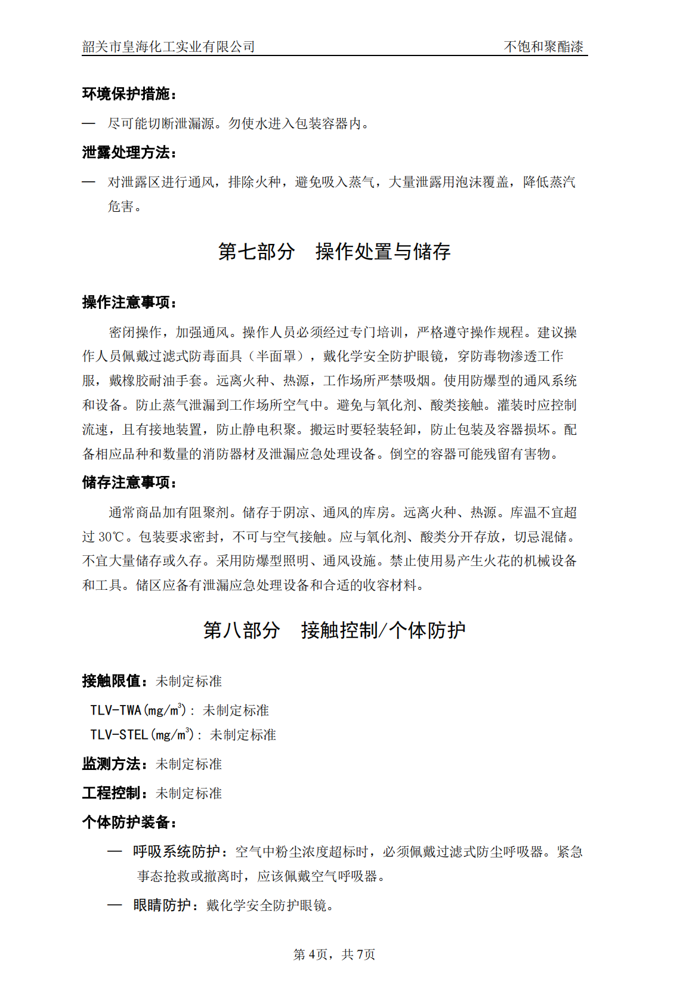 韶关市皇海化工实业有限公司 不饱和聚酯漆
环境保护措施：
— 尽可能切断泄漏源。勿使水进入包装容器内。
泄露处理方法：
— 对泄露区进行通风，排除火种，避免吸入蒸气，大量泄露用泡沫覆盖，降低蒸汽
危害。
第七部分 操作处置与储存
操作注意事项：
密闭操作，加强通风。操作人员必须经过专门培训，严格遵守操作规程。建议操
作人员佩戴过滤式防毒面具（半面罩），戴化学安全防护眼镜，穿防毒物渗透工作
服，戴橡胶耐油手套。远离火种、热源，工作场所严禁吸烟。使用防爆型的通风系统
和设备。防止蒸气泄漏到工作场所空气中。避免与氧化剂、酸类接触。灌装时应控制
流速，且有接地装置，防止静电积聚。搬运时要轻装轻卸，防止包装及容器损坏。配
备相应品种和数量的消防器材及泄漏应急处理设备。倒空的容器可能残留有害物。
储存注意事项：
通常商品加有阻聚剂。储存于阴凉、通风的库房。远离火种、热源。库温不宜超
过 30℃。包装要求密封，不可与空气接触。应与氧化剂、酸类分开存放，切忌混储。
不宜大量储存或久存。采用防爆型照明、通风设施。禁止使用易产生火花的机械设备
和工具。储区应备有泄漏应急处理设备和合适的收容材料。
第八部分 接触控制/个体防护
接触限值：未制定标准
TLV-TWA(mg/m³)：未制定标准
TLV-STEL(mg/m³)：未制定标准
监测方法：未制定标准
工程控制：未制定标准
个体防护装备：
— 呼吸系统防护：空气中粉尘浓度超标时，必须佩戴过滤式防尘呼吸器。紧急
事态抢救或撤离时，应该佩戴空气呼吸器。
— 眼睛防护：戴化学安全防护眼镜。
第 4页，共 7页